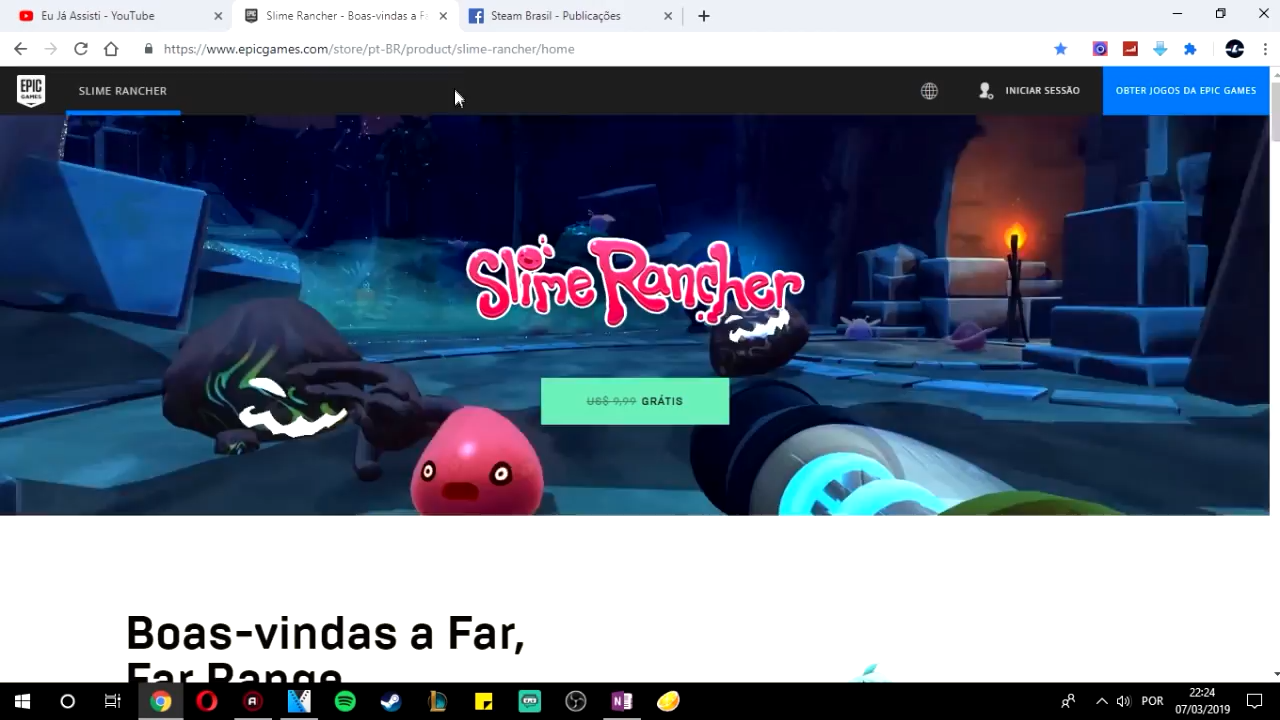 Eu Já Assisti - YouTube
Slime Rancher - Boas-vindas a F
Steam Brasil - Publicações
https://www.epicgames.com/store/pt-BR/product/slime-rancher/home
EPIC GAMES
SLIME RANCHER
INICIAR SESSÃO
OBTER JOGOS DA EPIC GAMES
Slime Rancher
US$ 9,99 GRÁTIS
Boas-vindas a Far,
Far Range
POR
22:24
07/03/2019